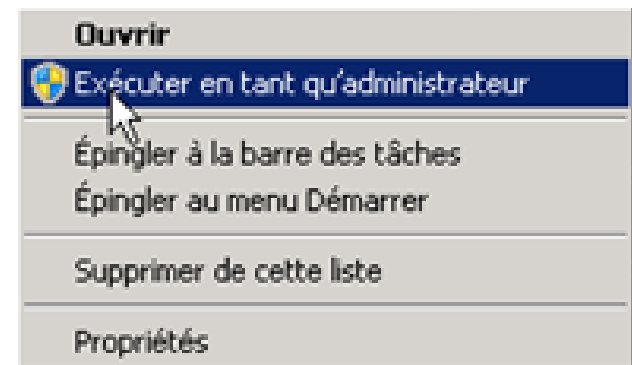 Ouvrir
Exécuter en tant qu'administrateur
Épingler à la barre des tâches
Épingler au menu Démarrer
Supprimer de cette liste
Propriétés